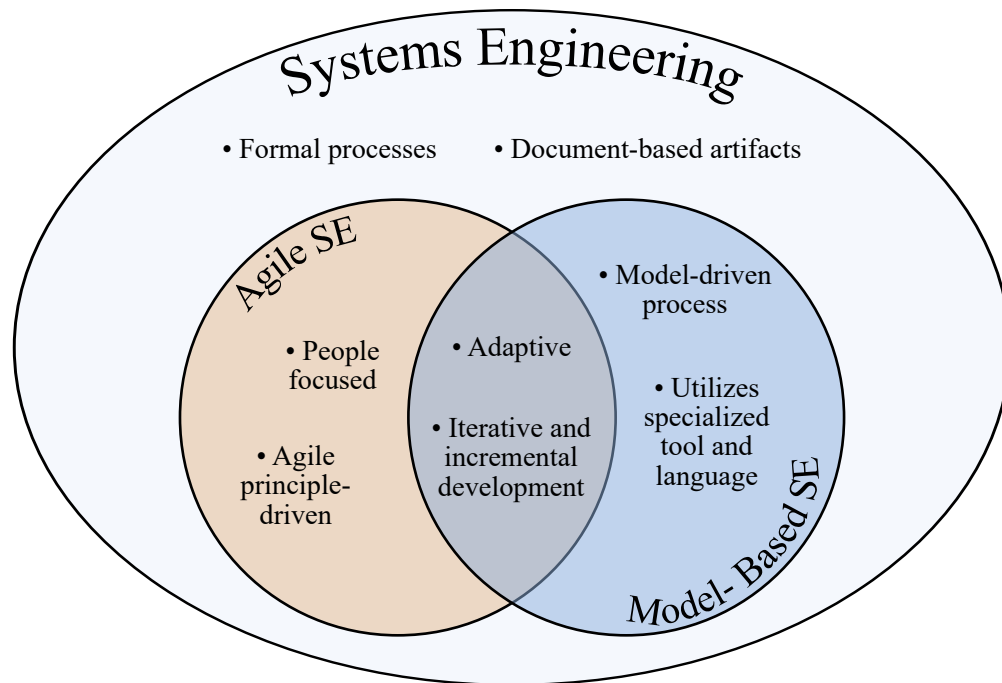 Systems Engineering
• Formal processes
• Document-based artifacts
Agile SE
• People
focused
• Agile
principle-
driven
• Adaptive
• Iterative and
incremental
development
• Model-driven
process
• Utilizes
specialized
tool and
language
Model- Based SE